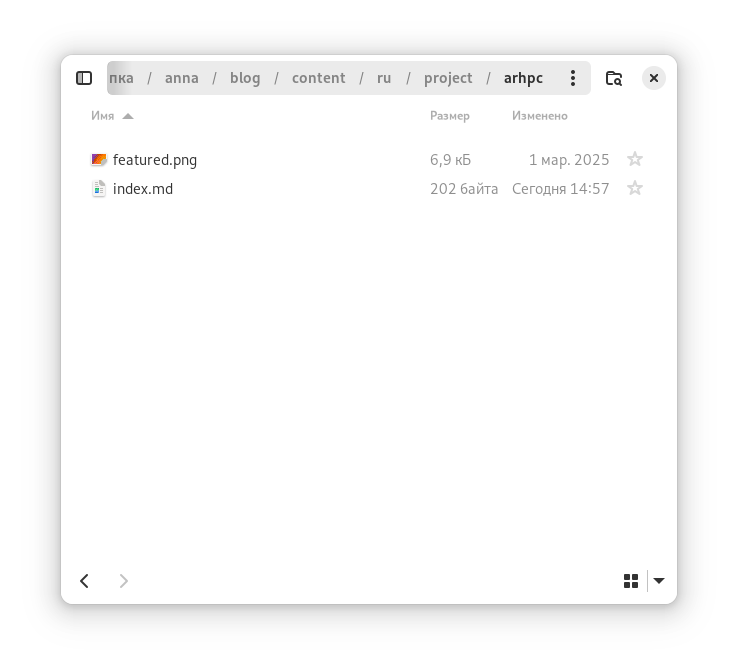 пка / anna / blog / content / ru / project / arhpc
Имя Размер Изменено
featured.png 6,9 кБ 1 мар. 2025
index.md 202 байта Сегодня 14:57